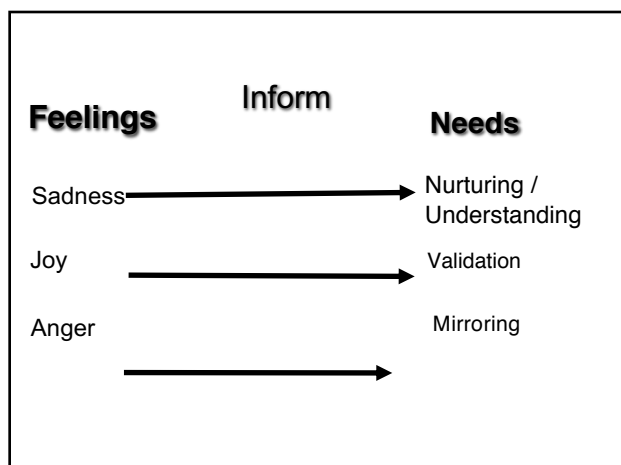 Inform
Feelings
Needs
Sadness
Nurturing /
Understanding
Joy
Validation
Anger
Mirroring